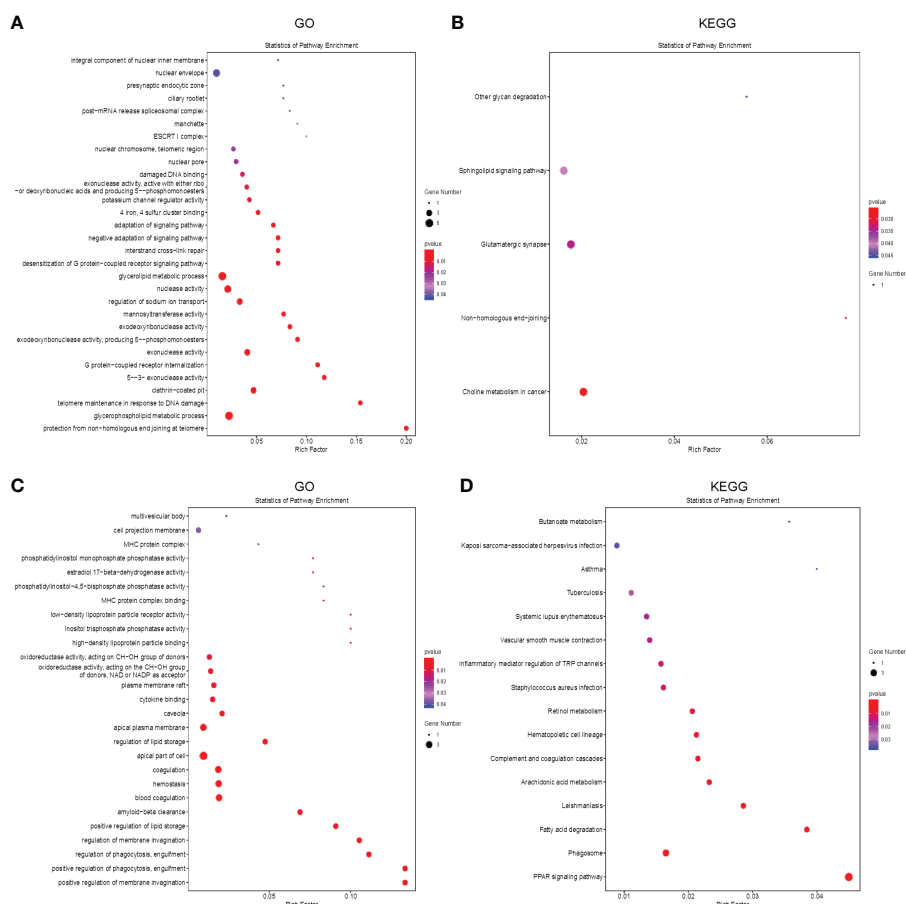 A
GO
Statistics of Pathway Enrichment
integral component of nuclear inner membrane
nuclear envelope
presynaptic endocytic zone
ciliary rootlet
post-mRNA release spliceosomal complex
manchette
ESCRT I complex
nuclear chromosome, telomeric region
nuclear pore
damaged DNA binding
exonuclease activity, active with either ribo
-or deoxyribonucleic acids and producing 5--phosphomonoesters
potassium channel regulator activity
4 iron, 4 sulfur cluster binding
adaptation of signaling pathway
negative adaptation of signaling pathway
interstrand cross-link repair
desensitization of G protein-coupled receptor signaling pathway
glycerolipid metabolic process
nuclease activity
regulation of sodium ion transport
mannosyltransferase activity
exodeoxyribonuclease activity
exodeoxyribonuclease activity, producing 5--phosphomonoesters
exonuclease activity
G protein-coupled receptor internalization
5--3- exonuclease activity
clathrin-coated pit
telomere maintenance in response to DNA damage
glycerophospholipid metabolic process
protection from non-homologous end joining at telomere
0.05 0.10 0.15 0.20
Rich Factor
Gene Number
1
3
5
pvalue
0.01
0.02
0.03
0.04
B
KEGG
Statistics of Pathway Enrichment
Other glycan degradation
Sphingolipid signaling pathway
Glutamatergic synapse
Non-homologous end-joining
Choline metabolism in cancer
0.02 0.04 0.06
Rich Factor
pvalue
0.030
0.035
0.040
0.045
Gene Number
1
C
GO
Statistics of Pathway Enrichment
multivesicular body
cell projection membrane
MHC protein complex
phosphatidylinositol monophosphate phosphatase activity
estradiol 17-beta-dehydrogenase activity
phosphatidylinositol-4,5-bisphosphate phosphatase activity
MHC protein complex binding
low-density lipoprotein particle receptor activity
inositol trisphosphate phosphatase activity
high-density lipoprotein particle binding
oxidoreductase activity, acting on CH-OH group of donors
oxidoreductase activity, acting on the CH-OH group
of donors, NAD or NADP as acceptor
plasma membrane raft
cytokine binding
caveola
apical plasma membrane
regulation of lipid storage
apical part of cell
coagulation
hemostasis
blood coagulation
amyloid-beta clearance
positive regulation of lipid storage
regulation of membrane invagination
regulation of phagocytosis, engulfment
positive regulation of phagocytosis, engulfment
positive regulation of membrane invagination
0.05 0.10
Rich Factor
pvalue
0.01
0.02
0.03
0.04
Gene Number
1
3
D
KEGG
Statistics of Pathway Enrichment
Butanoate metabolism
Kaposi sarcoma-associated herpesvirus infection
Asthma
Tuberculosis
Systemic lupus erythematosus
Vascular smooth muscle contraction
Inflammatory mediator regulation of TRP channels
Staphylococcus aureus infection
Retinol metabolism
Hematopoietic cell lineage
Complement and coagulation cascades
Arachidonic acid metabolism
Leishmaniasis
Fatty acid degradation
Phagosome
PPAR signaling pathway
0.01 0.02 0.03 0.04
Rich Factor
Gene Number
1
3
pvalue
0.01
0.02
0.03